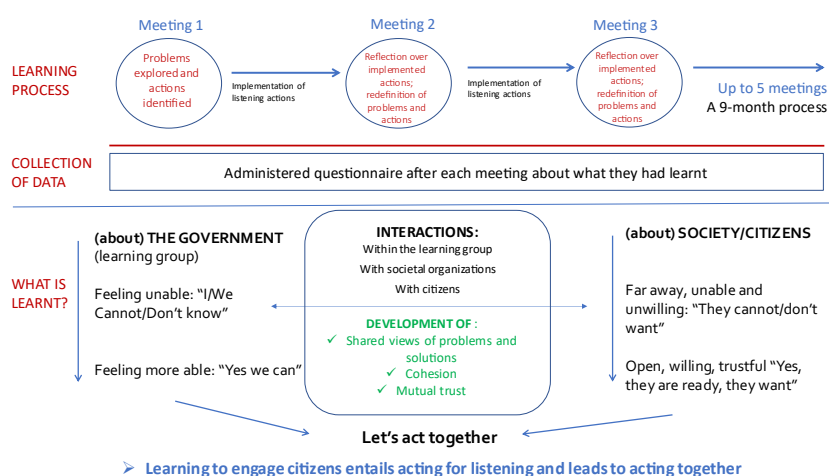 Meeting 1
Meeting 2
Meeting 3
LEARNING
PROCESS
Problems
explored and
actions
identified
Implementation of
listening actions
Reflection over
implemented
actions;
redefinition of
problems and
actions
Implementation of
listening actions
Reflection over
implemented
actions;
redefinition of
problems and
actions
Up to 5 meetings
A 9-month process
COLLECTION
OF DATA
Administered questionnaire after each meeting about what they had learnt
WHAT IS
LEARNT?
(about) THE GOVERNMENT
(learning group)
Feeling unable: “I/We
Cannot/Don’t know”
Feeling more able: “Yes we can”
INTERACTIONS:
Within the learning group
With societal organizations
With citizens
DEVELOPMENT OF :
✓ Shared views of problems and
solutions
✓ Cohesion
✓ Mutual trust
(about) SOCIETY/CITIZENS
Far away, unable and
unwilling: “They cannot/don’t
want”
Open, willing, trustful “Yes,
they are ready, they want”
Let’s act together
➢ Learning to engage citizens entails acting for listening and leads to acting together